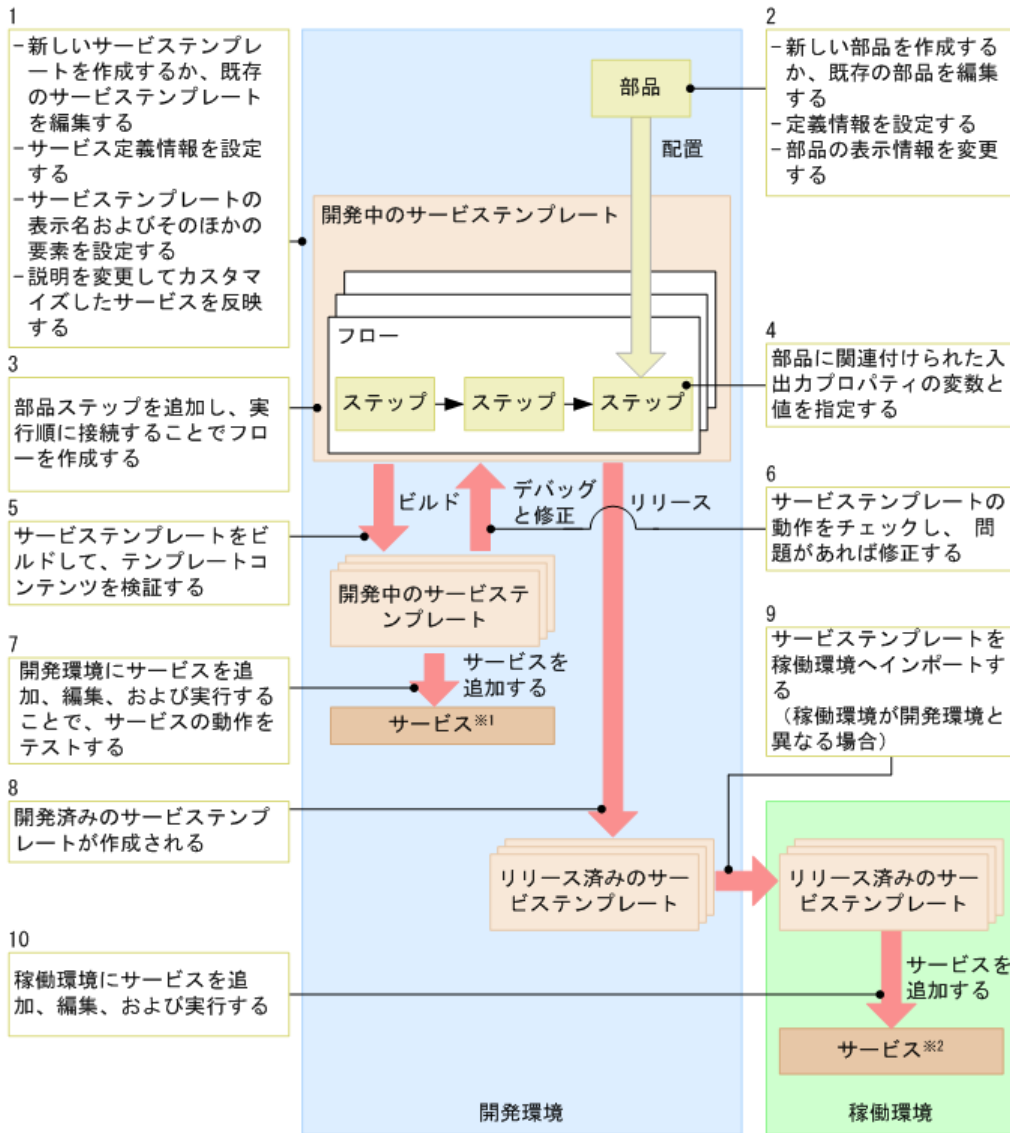 1
-新しいサービステンプレ
ートを作成するか、既存
のサービステンプレート
を編集する
-サービス定義情報を設定
する
-サービステンプレートの
表示名およびそのほかの
要素を設定する
-説明を変更してカスタマ
イズしたサービスを反映
する
2
-新しい部品を作成する
か、既存の部品を編集
する
-定義情報を設定する
-部品の表示情報を変更
する
部品
配置
開発中のサービステンプレート
フロー
ステップ
ステップ
ステップ
3
部品ステップを追加し、実
行順に接続することでフロ
ーを作成する
4
部品に関連付けられた入
出力プロパティの変数と
値を指定する
ビルド
デバッグ
と修正
リリース
5
サービステンプレートをビ
ルドして、テンプレートコ
ンテンツを検証する
6
サービステンプレートの
動作をチェックし、 問
題があれば修正する
開発中のサービステ
ンプレート
7
開発環境にサービスを追
加、編集、および実行する
ことで、サービスの動作を
テストする
サービスを
追加する
サービス※1
8
開発済みのサービステンプ
レートが作成される
9
サービステンプレートを
稼働環境へインポートす
る
（稼働環境が開発環境と
異なる場合）
リリース済みのサー
ビステンプレート
リリース済みのサー
ビステンプレート
10
稼働環境にサービスを追
加、編集、および実行する
サービスを
追加する
サービス※2
開発環境
稼働環境